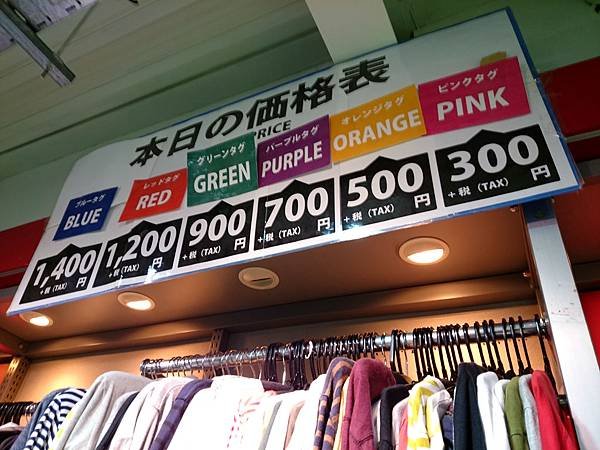 本日の価格表
PRICE
ブルータグ
BLUE
1,400円
+税(TAX)
レッドタグ
RED
1,200円
+税(TAX)
グリーンタグ
GREEN
900円
+税(TAX)
パープルタグ
PURPLE
700円
+税(TAX)
オレンジタグ
ORANGE
500円
+税(TAX)
ピンクタグ
PINK
300円
+税(TAX)